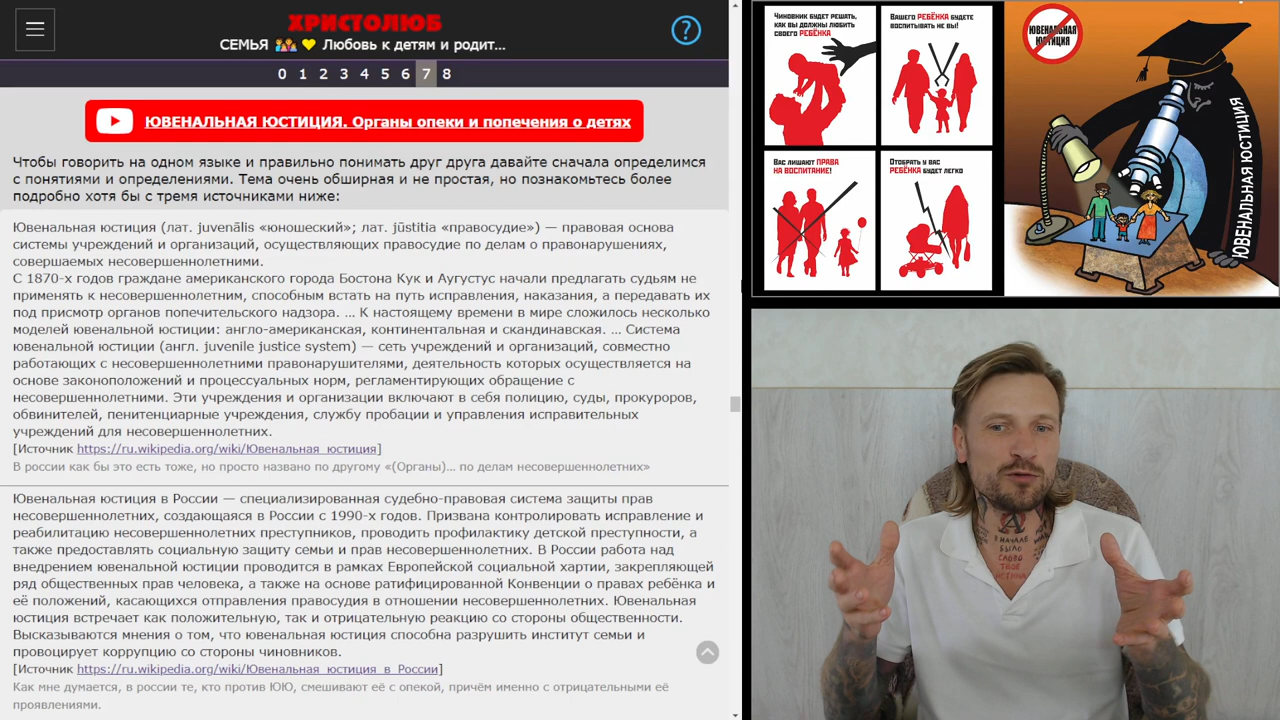 ХРИСТОЛЮБ
СЕМЬЯ 👨‍👩‍👧‍👦 💛 Любовь к детям и родит...
?
0 1 2 3 4 5 6 7 8
ЮВЕНАЛЬНАЯ ЮСТИЦИЯ. Органы опеки и попечения о детях
Чтобы говорить на одном языке и правильно понимать друг друга давайте сначала определимся
с понятиями и определениями. Тема очень обширная и не простая, но познакомьтесь более
подробно хотя бы с тремя источниками ниже:
Ювенальная юстиция (лат. juvenālis «юношеский»; лат. jūstitia «правосудие») — правовая основа
системы учреждений и организаций, осуществляющих правосудие по делам о правонарушениях,
совершаемых несовершеннолетними.
С 1870-х годов граждане американского города Бостона Кук и Аугустус начали предлагать судьям не
применять к несовершеннолетним, способным встать на путь исправления, наказания, а передавать их
под присмотр органов попечительского надзора. ... К настоящему времени в мире сложилось несколько
моделей ювенальной юстиции: англо-американская, континентальная и скандинавская. ... Система
ювенальной юстиции (англ. juvenile justice system) — сеть учреждений и организаций, совместно
работающих с несовершеннолетними правонарушителями, деятельность которых осуществляется на
основе законоположений и процессуальных норм, регламентирующих обращение с
несовершеннолетними. Эти учреждения и организации включают в себя полицию, суды, прокуроров,
обвинителей, пенитенциарные учреждения, службу пробации и управления исправительных
учреждений для несовершеннолетних.
[Источник https://ru.wikipedia.org/wiki/Ювенальная_юстиция]
В россии как бы это есть тоже, но просто названо по другому «(Органы)... по делам несовершеннолетних»
Ювенальная юстиция в России — специализированная судебно-правовая система защиты прав
несовершеннолетних, создающаяся в России с 1990-х годов. Призвана контролировать исправление и
реабилитацию несовершеннолетних преступников, проводить профилактику детской преступности, а
также предоставлять социальную защиту семьи и прав несовершеннолетних. В России работа над
внедрением ювенальной юстиции проводится в рамках Европейской социальной хартии, закрепляющей
ряд общественных прав человека, а также на основе ратифицированной Конвенции о правах ребёнка и
её положений, касающихся отправления правосудия в отношении несовершеннолетних. Ювенальная
юстиция встречает как положительную, так и отрицательную реакцию со стороны общественности.
Высказываются мнения о том, что ювенальная юстиция способна разрушить институт семьи и
провоцирует коррупцию со стороны чиновников.
[Источник https://ru.wikipedia.org/wiki/Ювенальная_юстиция_в_России]
Как мне думается, в россии те, кто против ЮЮ, смешивают её с опекой, причём именно с отрицательными её
проявлениями.
ЧИНОВНИК БУДЕТ РЕШАТЬ,
КАК ВЫ ДОЛЖНЫ ЛЮБИТЬ
СВОЕГО РЕБЁНКА
ВАШЕГО РЕБЁНКА БУДЕТЕ
ВОСПИТЫВАТЬ НЕ ВЫ!
ВАС ЛИШАЮТ ПРАВА
НА ВОСПИТАНИЕ!
ОТОБРАТЬ У ВАС
РЕБЁНКА БУДЕТ ЛЕГКО
ЮВЕНАЛЬНАЯ
ЮСТИЦИЯ
ЮВЕНАЛЬНАЯ ЮСТИЦИЯ
В НАЧАЛЕ
БЫЛО
СЛОВО
ТВОЕ
ИСТИНА